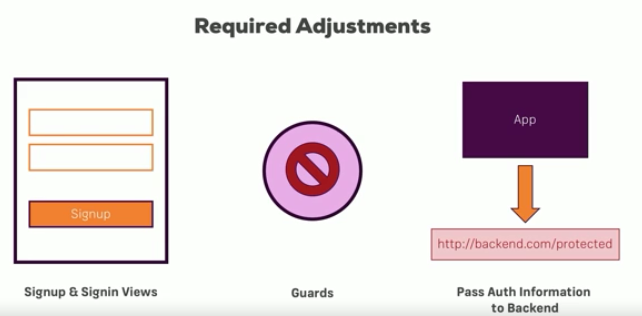 Required Adjustments
App
Signup
http://backend.com/protected
Signup & Signin Views
Guards
Pass Auth Information
to Backend